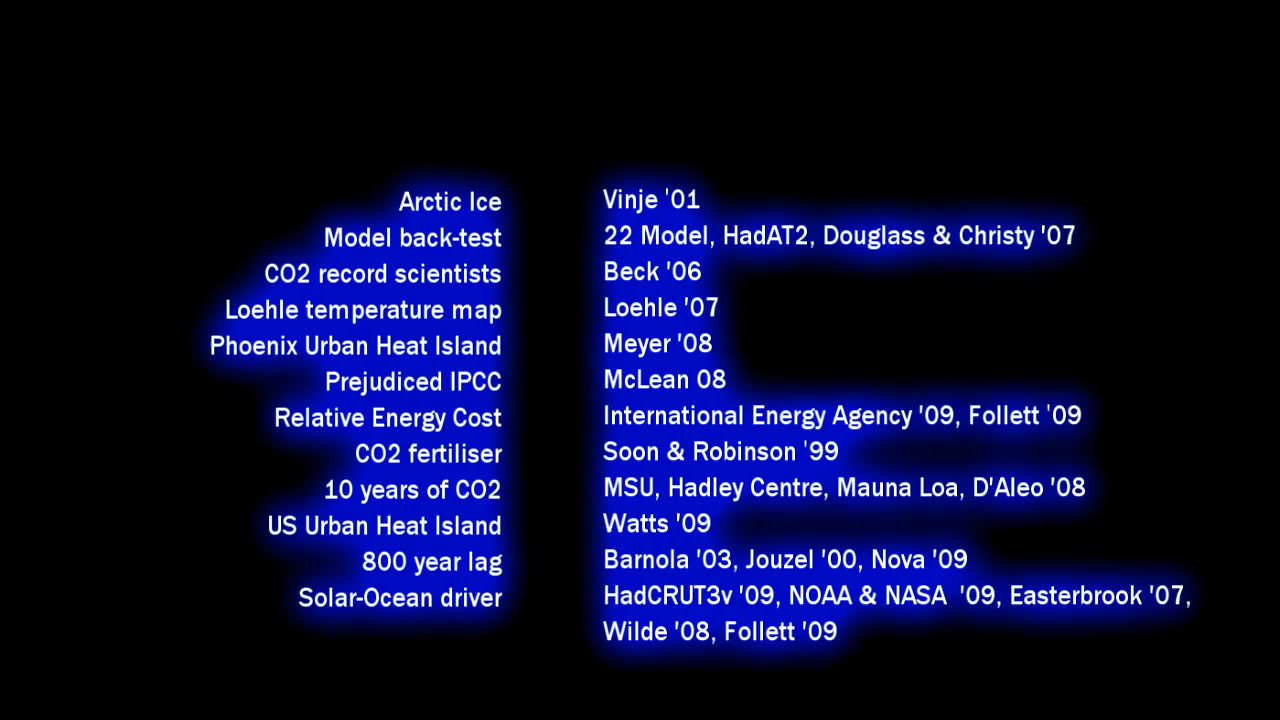 Arctic Ice Vinje '01
Model back-test 22 Model, HadAT2, Douglass & Christy '07
CO2 record scientists Beck '06
Loehle temperature map Loehle '07
Phoenix Urban Heat Island Meyer '08
Prejudiced IPCC McLean 08
Relative Energy Cost International Energy Agency '09, Follett '09
CO2 fertiliser Soon & Robinson '99
10 years of CO2 MSU, Hadley Centre, Mauna Loa, D'Aleo '08
US Urban Heat Island Watts '09
800 year lag Barnola '03, Jouzel '00, Nova '09
Solar-Ocean driver HadCRUT3v '09, NOAA & NASA '09, Easterbrook '07,
Wilde '08, Follett '09